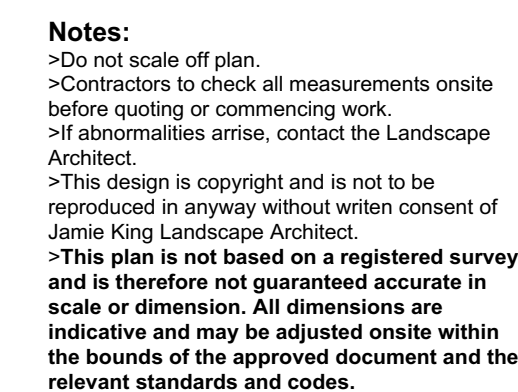 Notes:
>Do not scale off plan.
>Contractors to check all measurements onsite
before quoting or commencing work.
>If abnormalities arrise, contact the Landscape
Architect.
>This design is copyright and is not to be
reproduced in anyway without writen consent of
Jamie King Landscape Architect.
>This plan is not based on a registered survey
and is therefore not guaranteed accurate in
scale or dimension. All dimensions are
indicative and may be adjusted onsite within
the bounds of the approved document and the
relevant standards and codes.